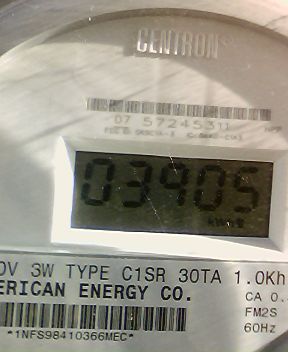 CENTRON®
07 57245311
03905
0V 3W TYPE C1SR 30TA 1.0Kh
ERICAN ENERGY CO.
CA 0.
FM2S
*1NFS98410366MEC*
60Hz